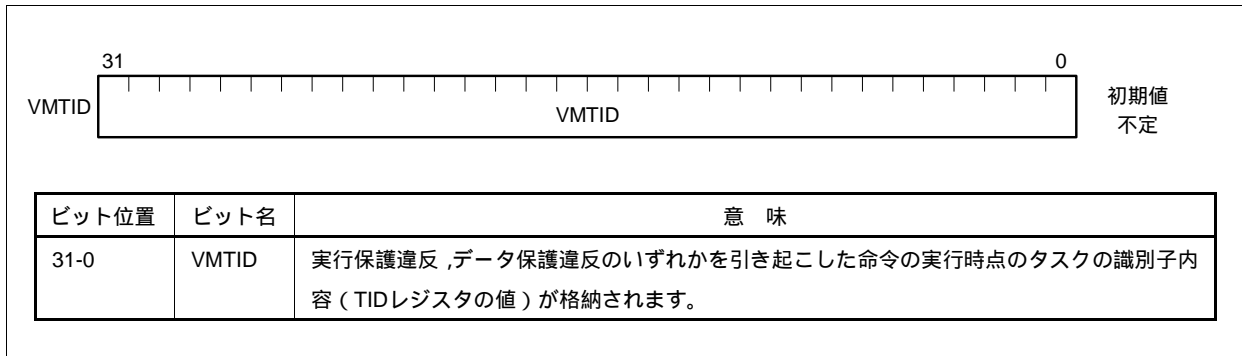 31 0
VMTID VMTID 初期値
不定
ビット位置 ビット名 意 味
31-0 VMTID 実行保護違反,データ保護違反のいずれかを引き起こした命令の実行時点のタスクの識別子内
容(TIDレジスタの値)が格納されます。